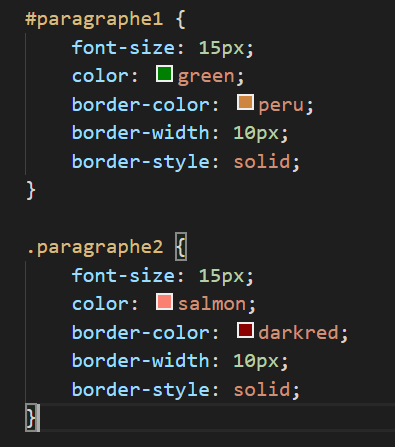 #paragraphe1 {
    font-size: 15px;
    color: green;
    border-color: peru;
    border-width: 10px;
    border-style: solid;
}

.paragraphe2 {
    font-size: 15px;
    color: salmon;
    border-color: darkred;
    border-width: 10px;
    border-style: solid;
}